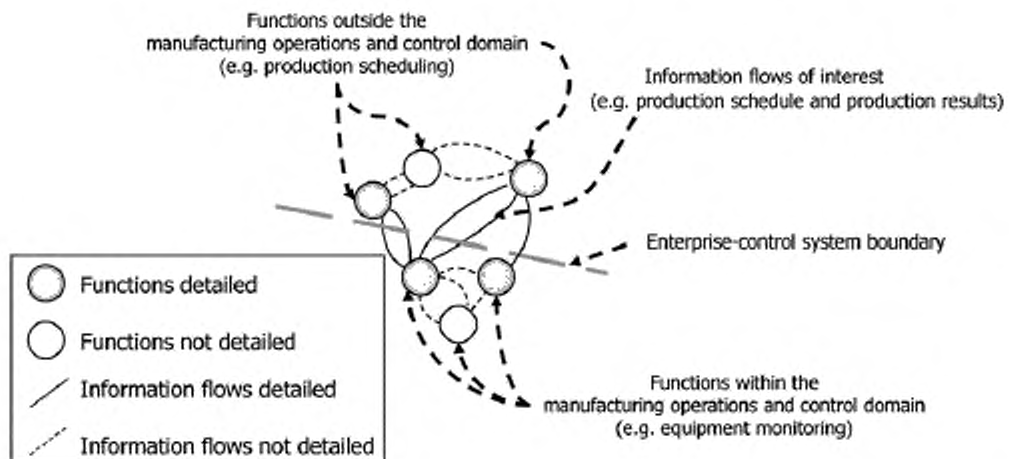 Functions outside the
manufacturing operations and control domain
(e.g. production scheduling)
Information flows of interest
(e.g. production schedule and production results)
Enterprise-control system boundary
Functions detailed
Functions not detailed
Information flows detailed
Information flows not detailed
Functions within the
manufacturing operations and control domain
(e.g. equipment monitoring)